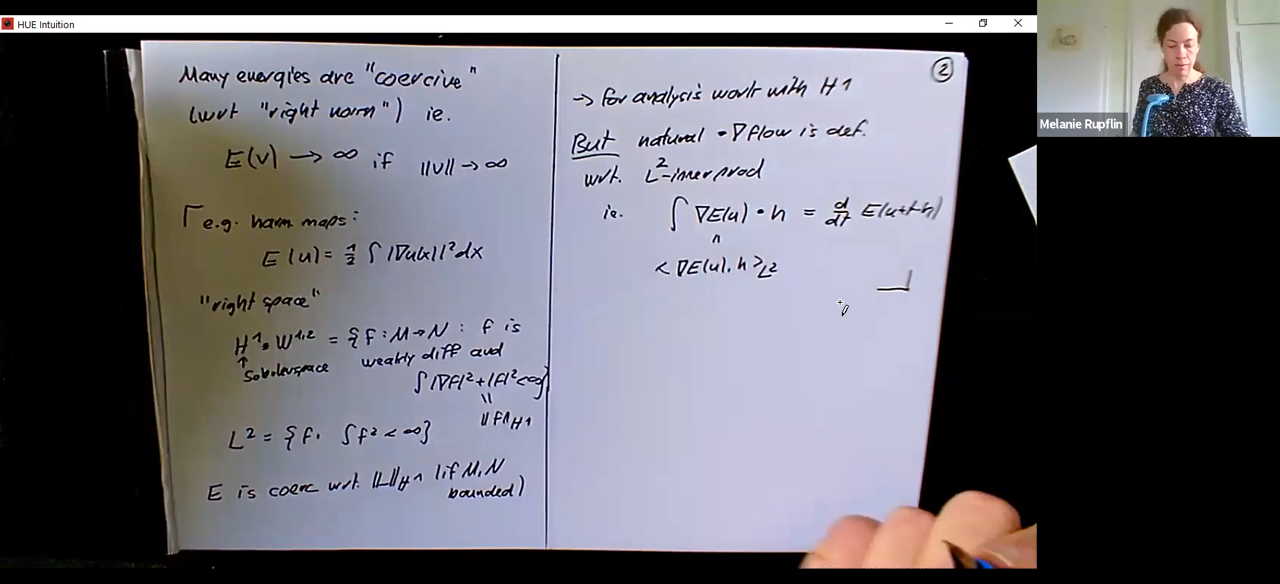 HUE Intuition
Many energies are "coercive"
(wrt "right norm") ie.
E(v) → ∞ if ||v|| → ∞
⌈ e.g. harm maps:
E(u) = 1/2 ∫ |∇u(x)|² dx
"right space"
H¹ = W^{1,2} = {f: M→N : f is
↑ Sobolevspace weakly diff and
∫ |∇f|² + |f|² < ∞}
||
||f||_{H¹}
L² = {f. ∫f² < ∞}
E is coerc wrt. ||·||_{H¹} (if M, N
bounded)
②
→ for analysis work with H1
But natural ∇flow is def.
wrt. L²-inner prod
ie. ∫ ∇E(u) • h = d/dt E(u+t·h)
||
<∇E(u), h>_{L²}
⌋
Melanie Rupflin